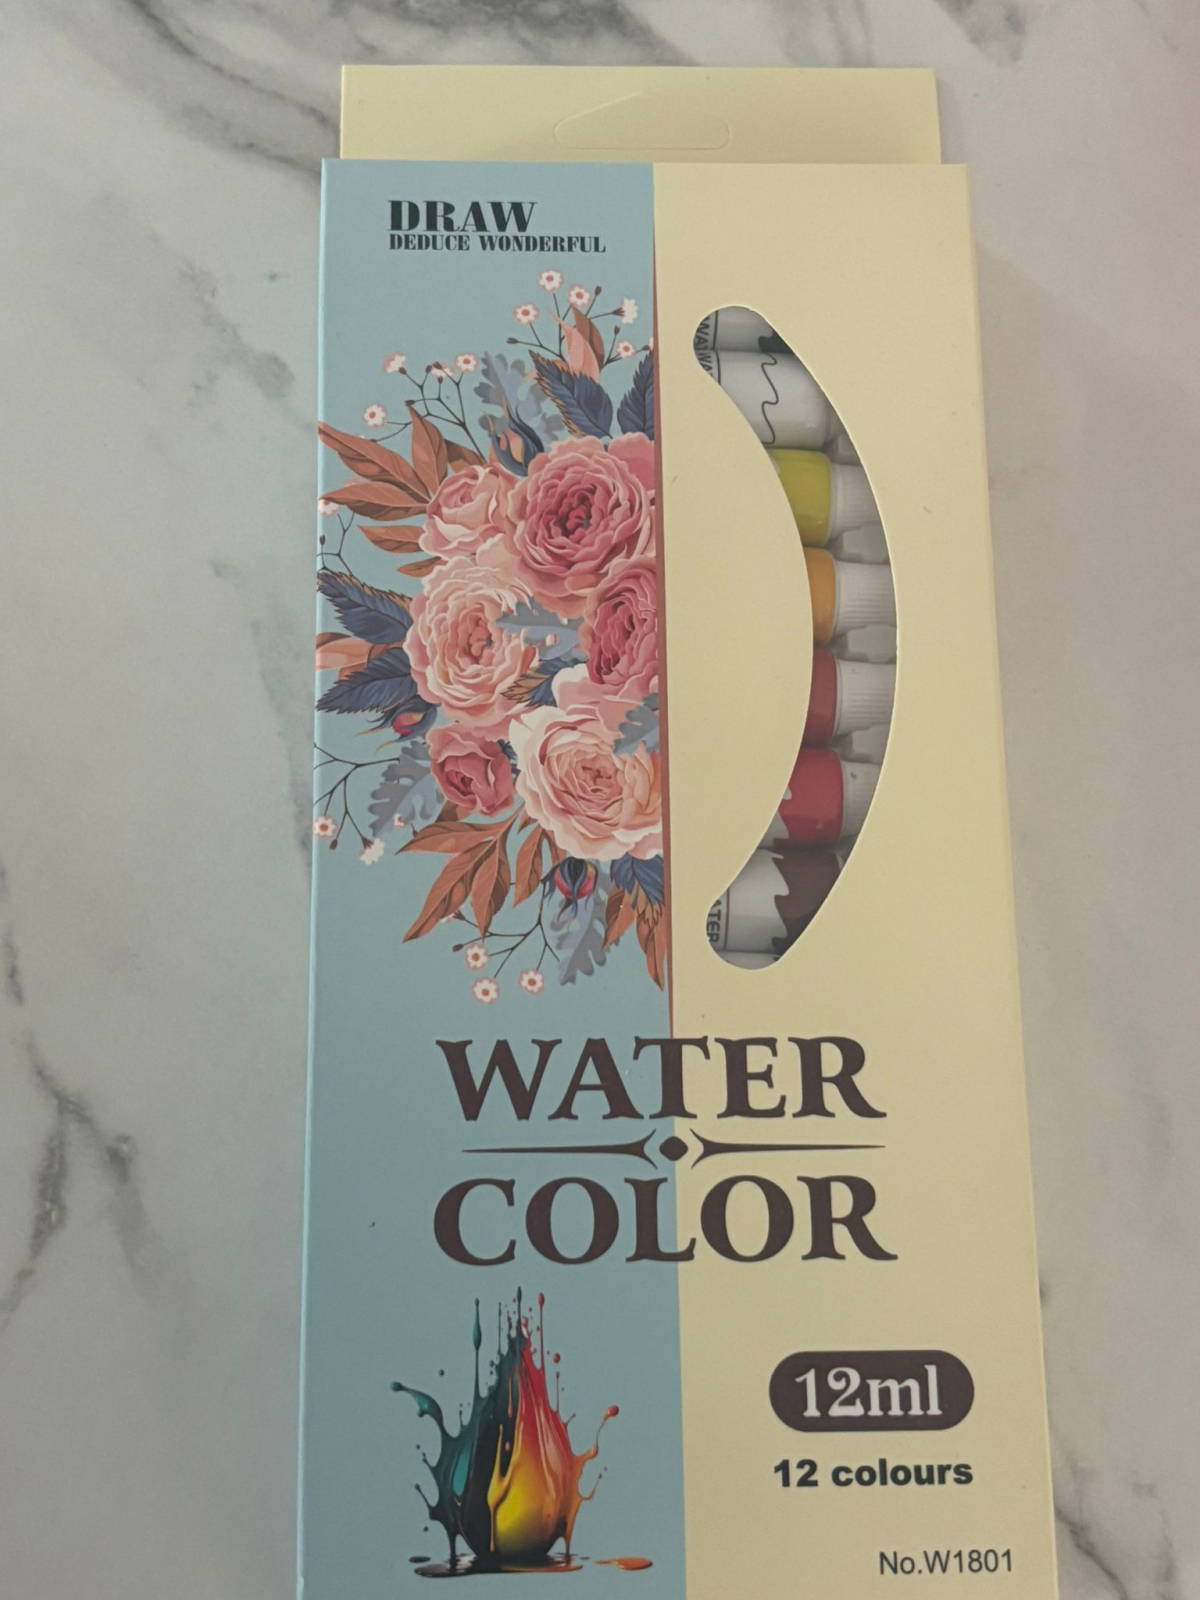 DRAW
DEDUCE WONDERFUL
WATER
COLOR
12ml
12 colours
No.W1801